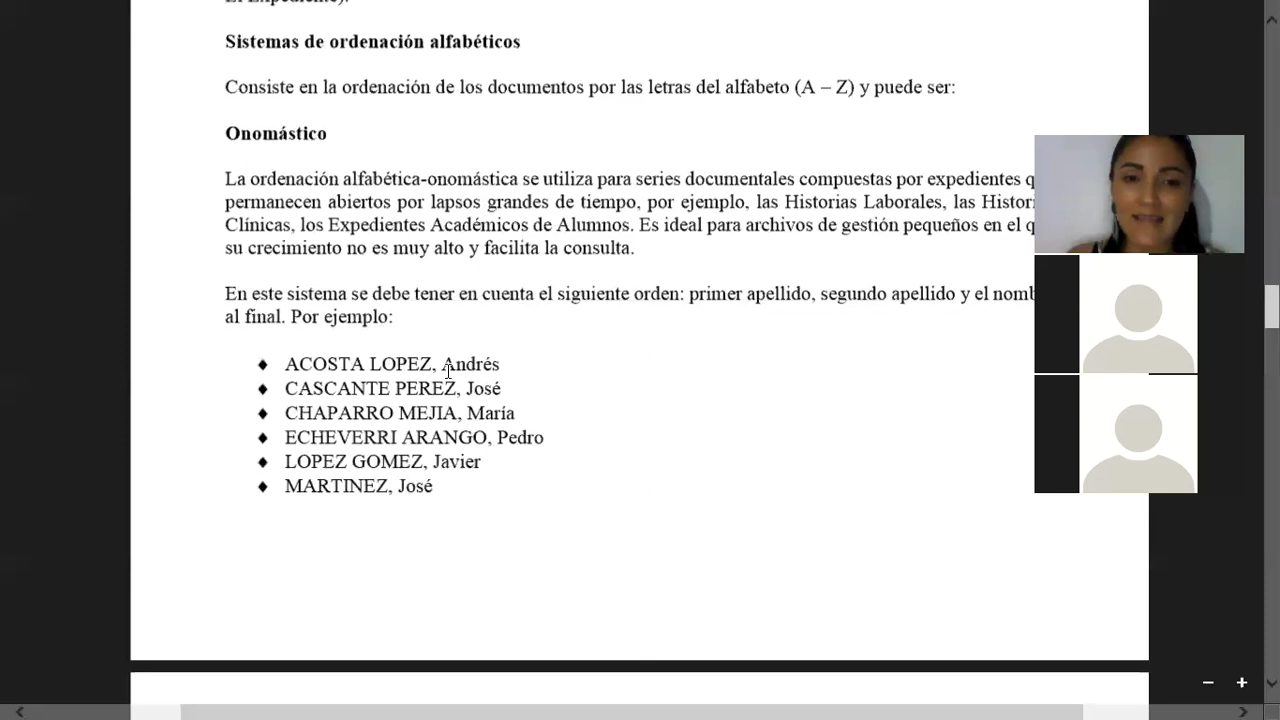 Sistemas de ordenación alfabéticos
Consiste en la ordenación de los documentos por las letras del alfabeto (A – Z) y puede ser:
Onomástico
La ordenación alfabética-onomástica se utiliza para series documentales compuestas por expedientes
permanecen abiertos por lapsos grandes de tiempo, por ejemplo, las Historias Laborales, las
Clínicas, los Expedientes Académicos de Alumnos. Es ideal para archivos de gestión pequeños en el
su crecimiento no es muy alto y facilita la consulta.
En este sistema se debe tener en cuenta el siguiente orden: primer apellido, segundo apellido y el
al final. Por ejemplo:
♦ ACOSTA LOPEZ, Andrés
♦ CASCANTE PEREZ, José
♦ CHAPARRO MEJIA, María
♦ ECHEVERRI ARANGO, Pedro
♦ LOPEZ GOMEZ, Javier
♦ MARTINEZ, José